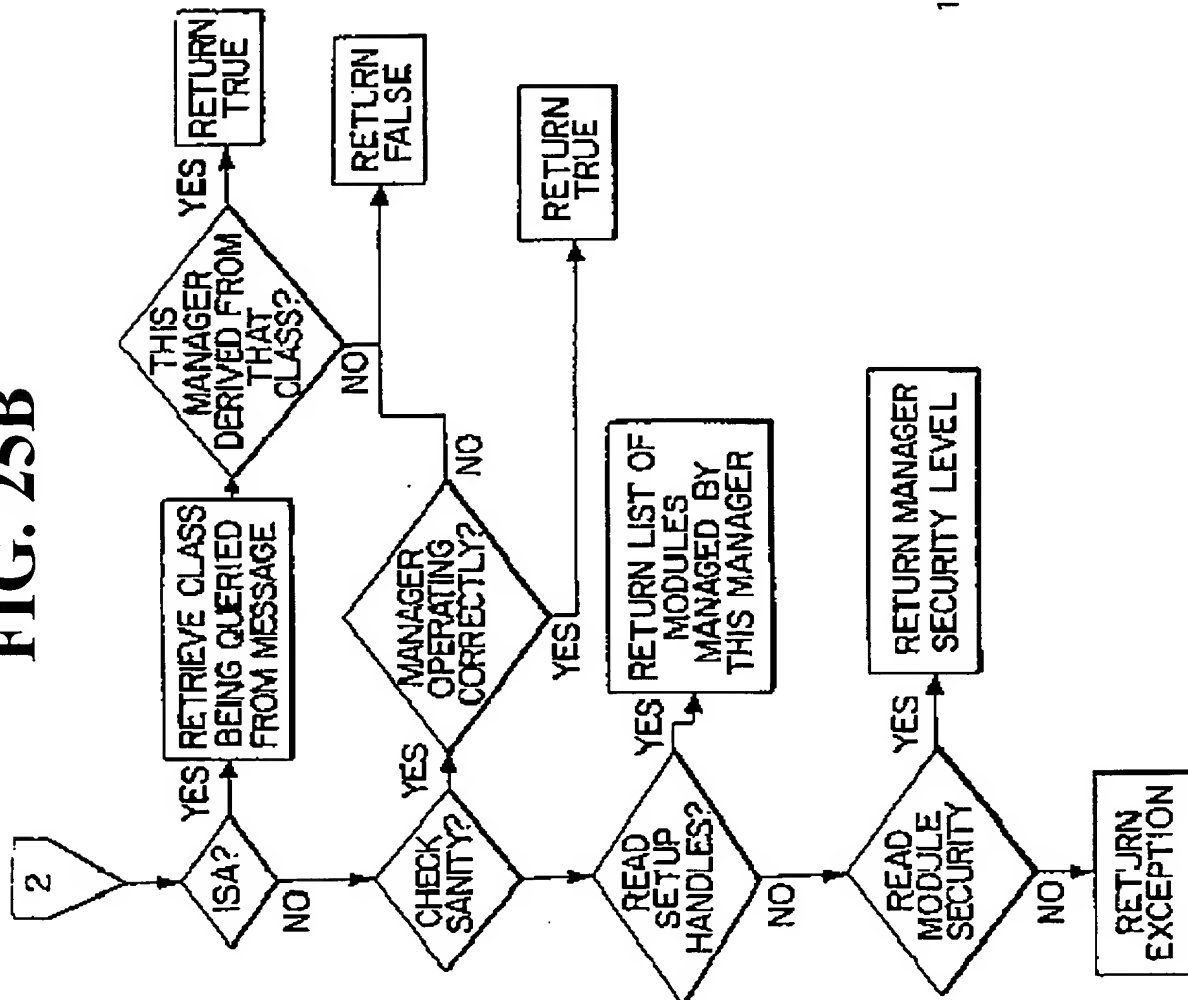 FIG. 25B
2
ISA?
YES
RETRIEVE CLASS
BEING QUERIED
FROM MESSAGE
THIS
MANAGER
DERIVED FROM
THAT
CLASS?
YES
RETURN
TRUE
NO
RETURN
FALSE
NO
CHECK
SANITY?
YES
MANAGER
OPERATING
CORRECTLY?
NO
YES
RETURN
TRUE
READ
SETUP
HANDLES?
YES
RETURN LIST OF
MODULES
MANAGED BY
THIS MANAGER
NO
READ
MODULE
SECURITY
YES
RETURN MANAGER
SECURITY LEVEL
NO
RETURN
EXCEPTION